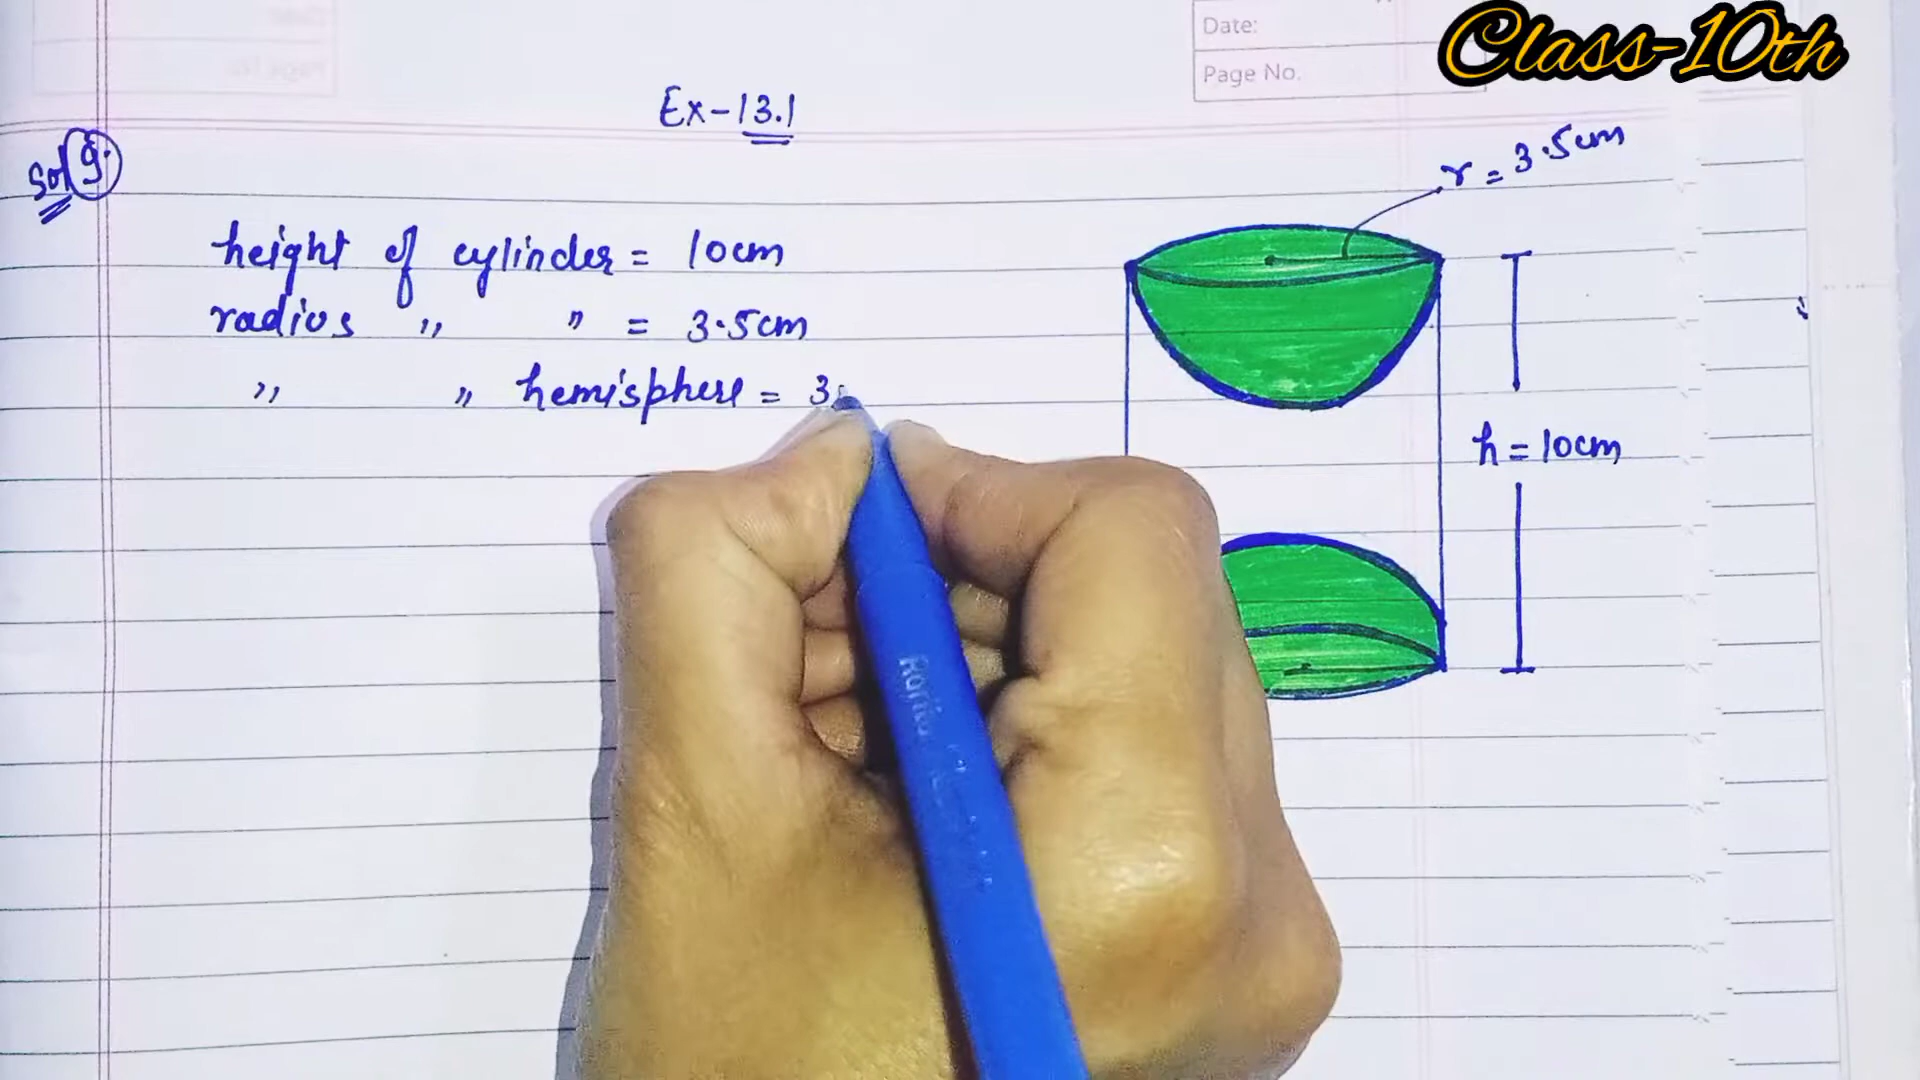 Date:
Page No.
Class-10th
Ex-13.1
Sol 9.
r = 3.5cm
height of cylinder = 10cm
radius ,, " = 3.5cm
,, " hemisphere = 3.
h = 10cm